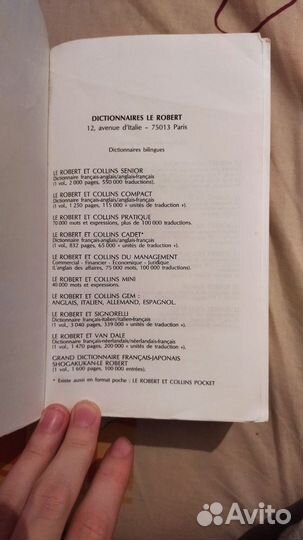 DICTIONNAIRES LE ROBERT
12, avenue d'Italie - 75013 Paris
Dictionnaires bilingues
LE ROBERT ET COLLINS SENIOR
Dictionnaire français-anglais/anglais-français
(1 vol, 2 000 pages, 550 000 traductions).
LE ROBERT ET COLLINS COMPACT
Dictionnaire français-anglais/anglais-français
(1 vol, 1 250 pages, 115 000 « unités de traduction »).
LE ROBERT ET COLLINS PRATIQUE
70 000 mots et expressions, plus de 100 000 traductions.
LE ROBERT ET COLLINS CADET*
Dictionnaire français-anglais/anglais-français
(1 vol, 832 pages, 65 000 « unités de traduction »).
LE ROBERT ET COLLINS DU MANAGEMENT
Commercial - Financier - Économique - Juridique.
(L'anglais des affaires, 75 000 mots, 100 000 traductions).
LE ROBERT ET COLLINS MINI
40 000 mots et expressions.
LE ROBERT ET COLLINS GEM :
ANGLAIS, ITALIEN, ALLEMAND, ESPAGNOL.
LE ROBERT ET SIGNORELLI
Dictionnaire français-italien/italien-français
(1 vol., 3 040 pages, 339 000 « unités de traduction »).
LE ROBERT ET VAN DALE
Dictionnaire français-néerlandais/néerlandais-français
(1 vol., 1 470 pages, 200 000 « unités de traduction »).
GRAND DICTIONNAIRE FRANÇAIS-JAPONAIS
SHOGAKUKAN-LE ROBERT
(1 vol., 1 600 pages, 100 000 entrées).
* Existe aussi en format poche : LE ROBERT ET COLLINS POCKET
Avito